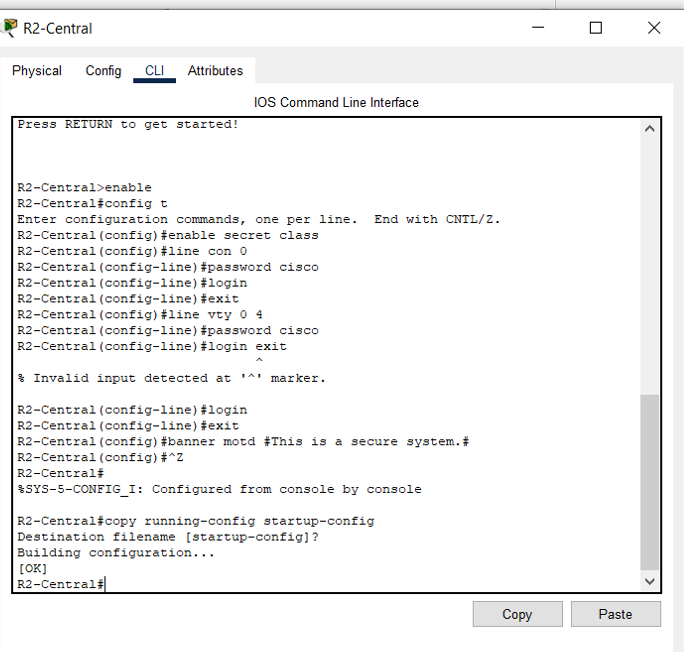 R2-Central
Physical Config CLI Attributes
IOS Command Line Interface
Press RETURN to get started!
R2-Central>enable
R2-Central#config t
Enter configuration commands, one per line.  End with CNTL/Z.
R2-Central(config)#enable secret class
R2-Central(config)#line con 0
R2-Central(config-line)#password cisco
R2-Central(config-line)#login
R2-Central(config-line)#exit
R2-Central(config)#line vty 0 4
R2-Central(config-line)#password cisco
R2-Central(config-line)#login exit
^
% Invalid input detected at '^' marker.
R2-Central(config-line)#login
R2-Central(config-line)#exit
R2-Central(config)#banner motd #This is a secure system.#
R2-Central(config)#^Z
R2-Central#
%SYS-5-CONFIG_I: Configured from console by console
R2-Central#copy running-config startup-config
Destination filename [startup-config]?
Building configuration...
[OK]
R2-Central#
Copy Paste